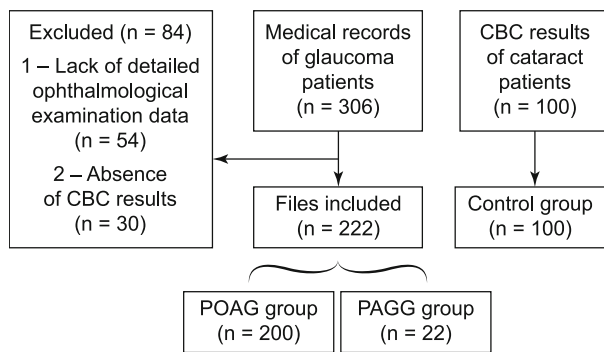 Excluded (n = 84)
1 – Lack of detailed
ophthalmological
examination data
(n = 54)
2 – Absence
of CBC results
(n = 30)
Medical records
of glaucoma
patients
(n = 306)
CBC results
of cataract
patients
(n = 100)
Files included
(n = 222)
Control group
(n = 100)
POAG group
(n = 200)
PAGG group
(n = 22)